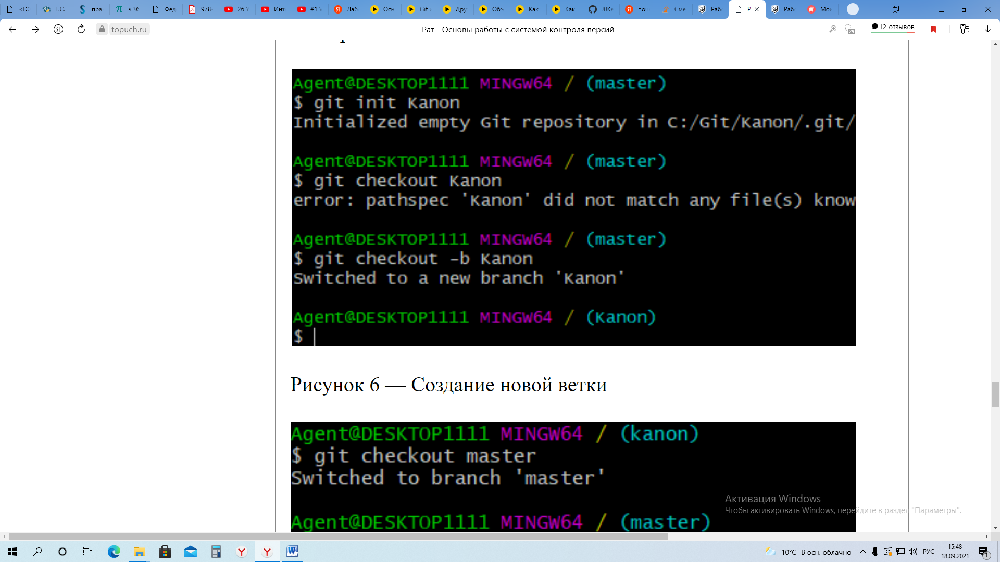 <DC
E.C.
пра
§ 36
Фед
978-
26 У
Инт
#1 \
Лаб
Осн
Git и
Дру
Объ
Как
Как
J0Ke
поч
Сме
Раб
Р
Раб
Мои
topuch.ru
Рат - Основы работы с системой контроля версий
29
12 отзывов
Agent@DESKTOP1111 MINGW64 / (master)
$ git init Kanon
Initialized empty Git repository in C:/Git/Kanon/.git/
Agent@DESKTOP1111 MINGW64 / (master)
$ git checkout Kanon
error: pathspec 'Kanon' did not match any file(s) know
Agent@DESKTOP1111 MINGW64 / (master)
$ git checkout -b Kanon
Switched to a new branch 'Kanon'
Agent@DESKTOP1111 MINGW64 / (Kanon)
$
Рисунок 6 — Создание новой ветки
Agent@DESKTOP1111 MINGW64 / (kanon)
$ git checkout master
Switched to branch 'master'
Agent@DESKTOP1111 MINGW64 / (master)
Активация Windows
Чтобы активировать Windows, перейдите в раздел "Параметры".
10°C В осн. облачно
РУС
15:48
18.09.2021
1